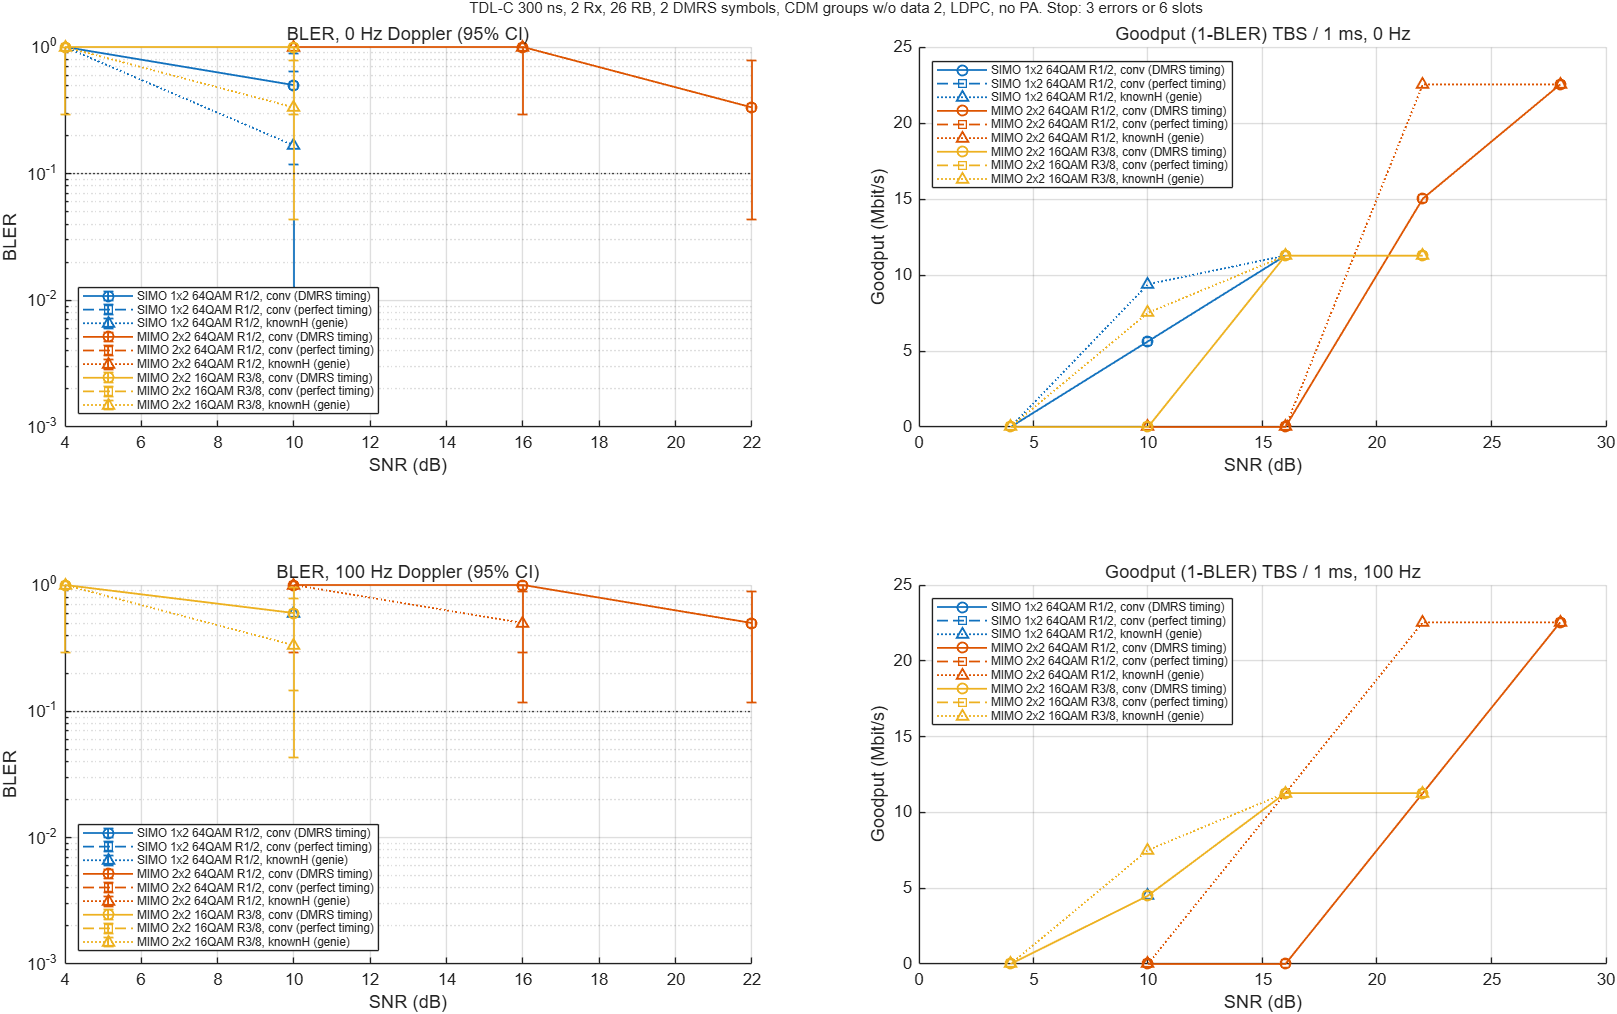 TDL-C 300 ns, 2 Rx, 26 RB, 2 DMRS symbols, CDM groups w/o data 2, LDPC, no PA. Stop: 3 errors or 6 slots
BLER, 0 Hz Doppler (95% CI)
10^0
10^-1
10^-2
10^-3
BLER
SIMO 1x2 64QAM R1/2, conv (DMRS timing)
SIMO 1x2 64QAM R1/2, conv (perfect timing)
SIMO 1x2 64QAM R1/2, knownH (genie)
MIMO 2x2 64QAM R1/2, conv (DMRS timing)
MIMO 2x2 64QAM R1/2, conv (perfect timing)
MIMO 2x2 64QAM R1/2, knownH (genie)
MIMO 2x2 16QAM R3/8, conv (DMRS timing)
MIMO 2x2 16QAM R3/8, conv (perfect timing)
MIMO 2x2 16QAM R3/8, knownH (genie)
4 6 8 10 12 14 16 18 20 22
SNR (dB)
Goodput (1-BLER) TBS / 1 ms, 0 Hz
25
20
15
10
5
0
Goodput (Mbit/s)
SIMO 1x2 64QAM R1/2, conv (DMRS timing)
SIMO 1x2 64QAM R1/2, conv (perfect timing)
SIMO 1x2 64QAM R1/2, knownH (genie)
MIMO 2x2 64QAM R1/2, conv (DMRS timing)
MIMO 2x2 64QAM R1/2, conv (perfect timing)
MIMO 2x2 64QAM R1/2, knownH (genie)
MIMO 2x2 16QAM R3/8, conv (DMRS timing)
MIMO 2x2 16QAM R3/8, conv (perfect timing)
MIMO 2x2 16QAM R3/8, knownH (genie)
0 5 10 15 20 25 30
SNR (dB)
BLER, 100 Hz Doppler (95% CI)
10^0
10^-1
10^-2
10^-3
BLER
SIMO 1x2 64QAM R1/2, conv (DMRS timing)
SIMO 1x2 64QAM R1/2, conv (perfect timing)
SIMO 1x2 64QAM R1/2, knownH (genie)
MIMO 2x2 64QAM R1/2, conv (DMRS timing)
MIMO 2x2 64QAM R1/2, conv (perfect timing)
MIMO 2x2 64QAM R1/2, knownH (genie)
MIMO 2x2 16QAM R3/8, conv (DMRS timing)
MIMO 2x2 16QAM R3/8, conv (perfect timing)
MIMO 2x2 16QAM R3/8, knownH (genie)
4 6 8 10 12 14 16 18 20 22
SNR (dB)
Goodput (1-BLER) TBS / 1 ms, 100 Hz
25
20
15
10
5
0
Goodput (Mbit/s)
SIMO 1x2 64QAM R1/2, conv (DMRS timing)
SIMO 1x2 64QAM R1/2, conv (perfect timing)
SIMO 1x2 64QAM R1/2, knownH (genie)
MIMO 2x2 64QAM R1/2, conv (DMRS timing)
MIMO 2x2 64QAM R1/2, conv (perfect timing)
MIMO 2x2 64QAM R1/2, knownH (genie)
MIMO 2x2 16QAM R3/8, conv (DMRS timing)
MIMO 2x2 16QAM R3/8, conv (perfect timing)
MIMO 2x2 16QAM R3/8, knownH (genie)
0 5 10 15 20 25 30
SNR (dB)